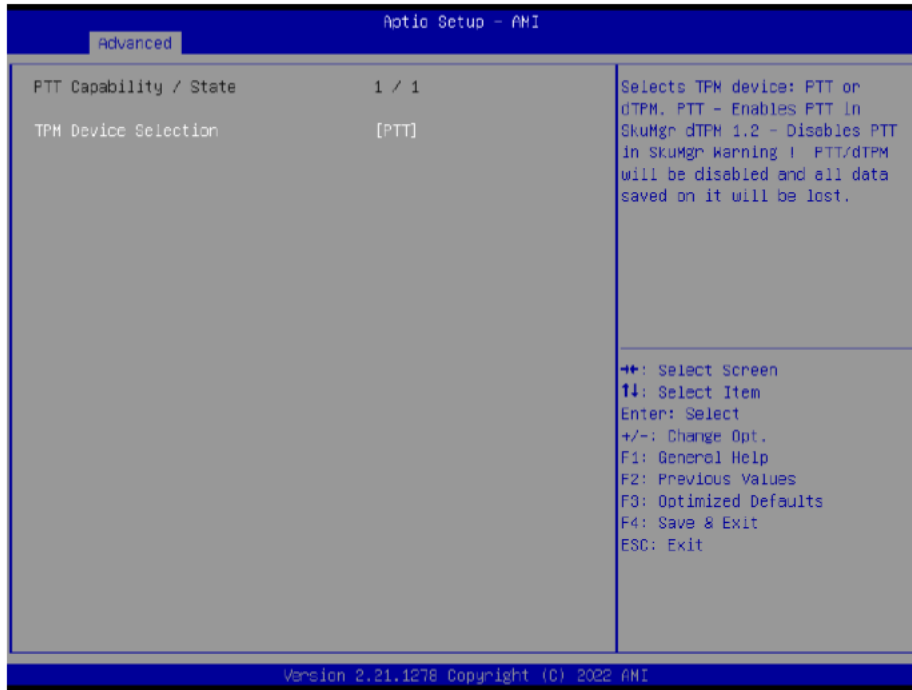 Aptio Setup - AMI
Advanced
PTT Capability / State 1 / 1
TPM Device Selection [PTT]
Selects TPM device: PTT or
dTPM. PTT - Enables PTT in
SkuMgr dTPM 1.2 - Disables PTT
in SkuMgr Warning ! PTT/dTPM
will be disabled and all data
saved on it will be lost.
→←: Select Screen
↑↓: Select Item
Enter: Select
+/-: Change Opt.
F1: General Help
F2: Previous Values
F3: Optimized Defaults
F4: Save & Exit
ESC: Exit
Version 2.21.1278 Copyright (C) 2022 AMI